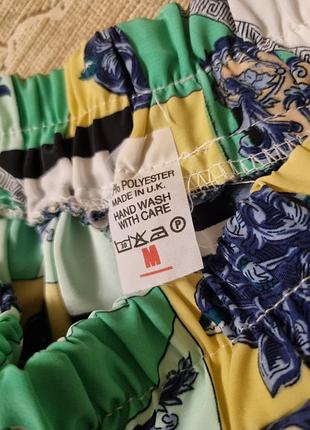 % POLYESTER
MADE IN U.K.
HAND WASH
WITH CARE
P
M